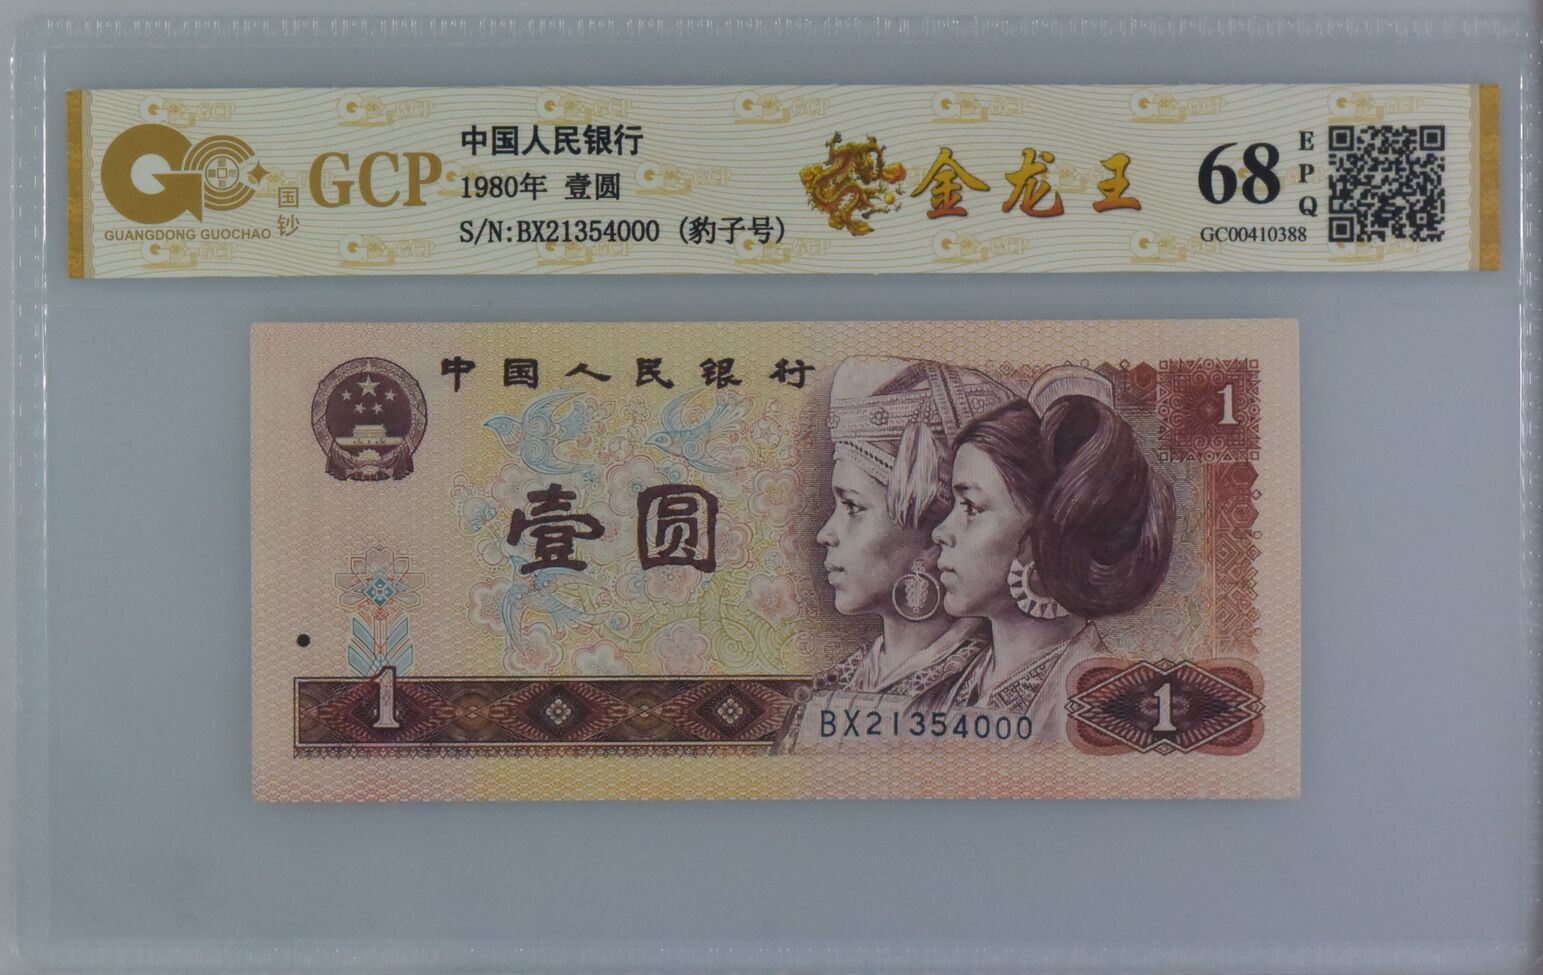 GCP
国钞
GUANGDONG GUOCHAO
中国人民银行
1980年 壹圆
S/N:BX21354000 (豹子号)
金龙王
68
EPQ
GC00410388
中国人民银行
1
壹圆
1
BX21354000
1